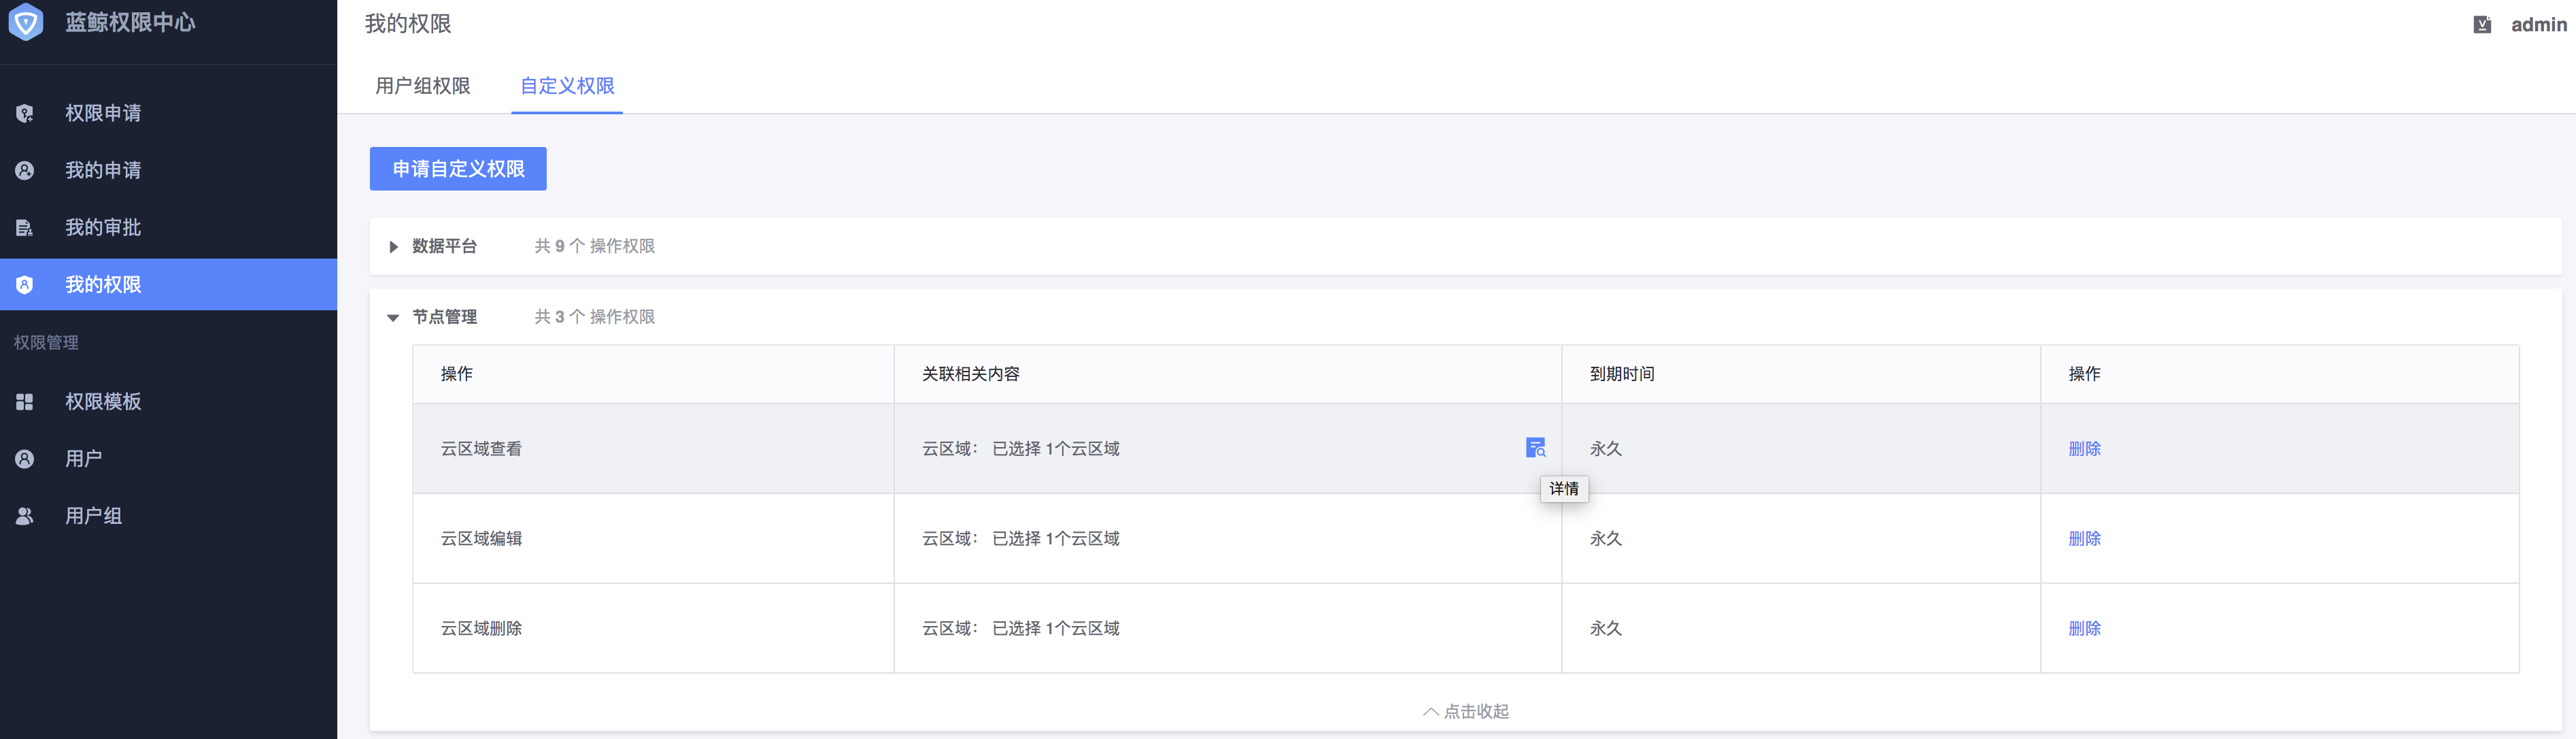 蓝鲸权限中心
我的权限
admin
用户组权限
自定义权限
权限申请
我的申请
我的审批
我的权限
权限管理
权限模板
用户
用户组
申请自定义权限
数据平台 共 9 个 操作权限
节点管理 共 3 个 操作权限
操作 关联相关内容 到期时间 操作
云区域查看 云区域： 已选择 1个云区域 永久 删除
详情
云区域编辑 云区域： 已选择 1个云区域 永久 删除
云区域删除 云区域： 已选择 1个云区域 永久 删除
点击收起